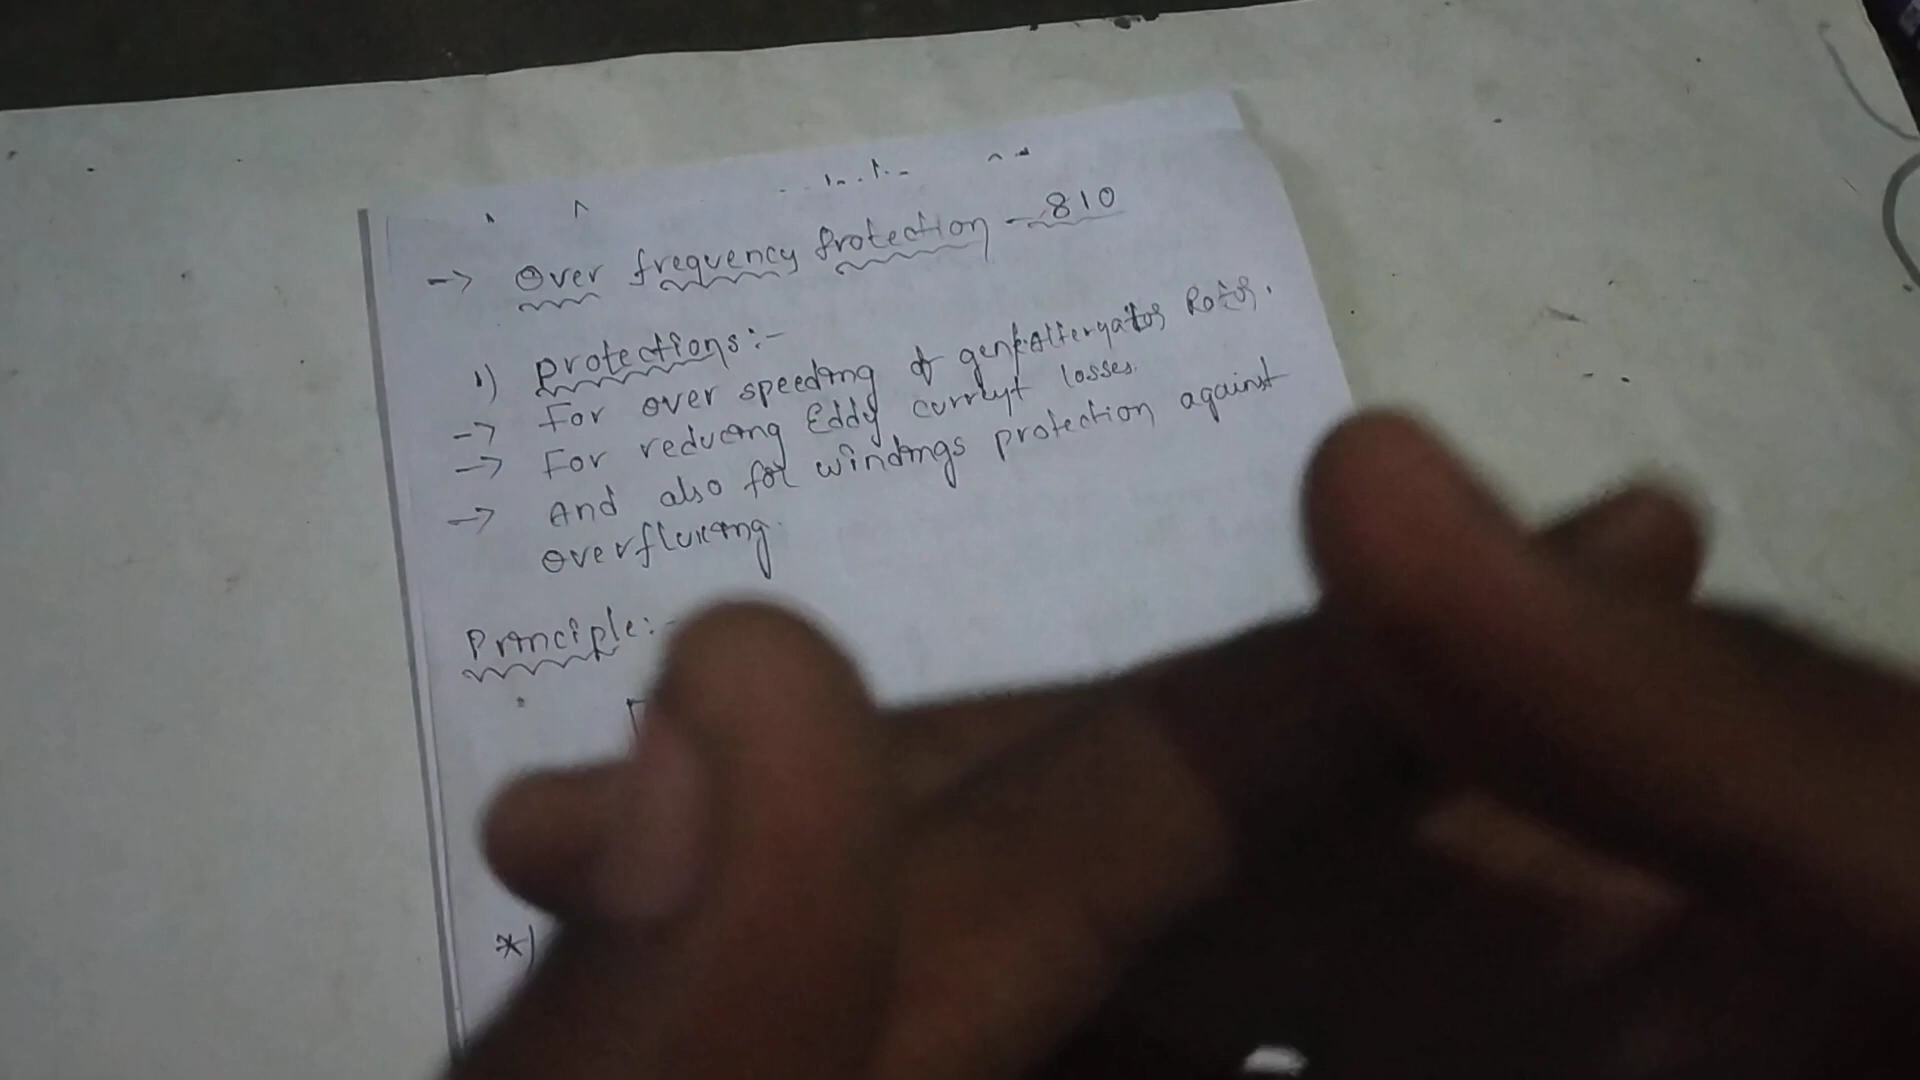 -> Over frequency Protection - 810
1) Protections:-
-> For over speeding of gen/Alternator Rotor.
-> For reducing Eddy current losses.
-> And also for windings protection against
overfluxing.
Principle:-
*)